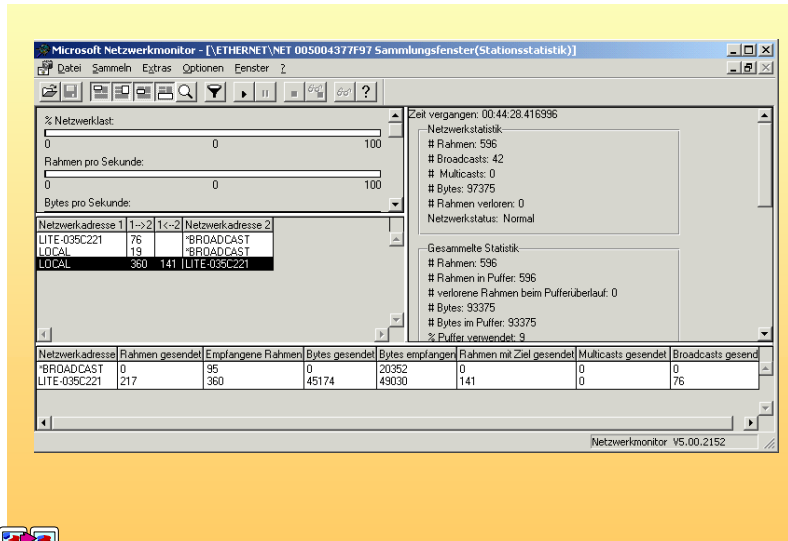 Microsoft Netzwerkmonitor - [\ETHERNET\NET 005004377F97 Sammlungsfenster(Stationsstatistik)]
Datei Sammeln Extras Optionen Fenster ?
% Netzwerklast:
0 0 100
Rahmen pro Sekunde:
0 0 100
Bytes pro Sekunde:
Zeit vergangen: 00:44:28.416996
Netzwerkstatistik
# Rahmen: 596
# Broadcasts: 42
# Multicasts: 0
# Bytes: 97375
# Rahmen verloren: 0
Netzwerkstatus: Normal
Gesammelte Statistik
# Rahmen: 596
# Rahmen in Puffer: 596
# verlorene Rahmen beim Pufferüberlauf: 0
# Bytes: 93375
# Bytes im Puffer: 93375
% Puffer verwendet: 9
Netzwerkadresse 1 1-->2 1<--2 Netzwerkadresse 2
LITE-035C221 76 *BROADCAST
LOCAL 19 *BROADCAST
LOCAL 360 141 LITE-035C221
Netzwerkadresse Rahmen gesendet Empfangene Rahmen Bytes gesendet Bytes empfangen Rahmen mit Ziel gesendet Multicasts gesendet Broadcasts gesend
*BROADCAST 0 95 0 20352 0 0 0
LITE-035C221 217 360 45174 49030 141 0 76
Netzwerkmonitor V5.00.2152